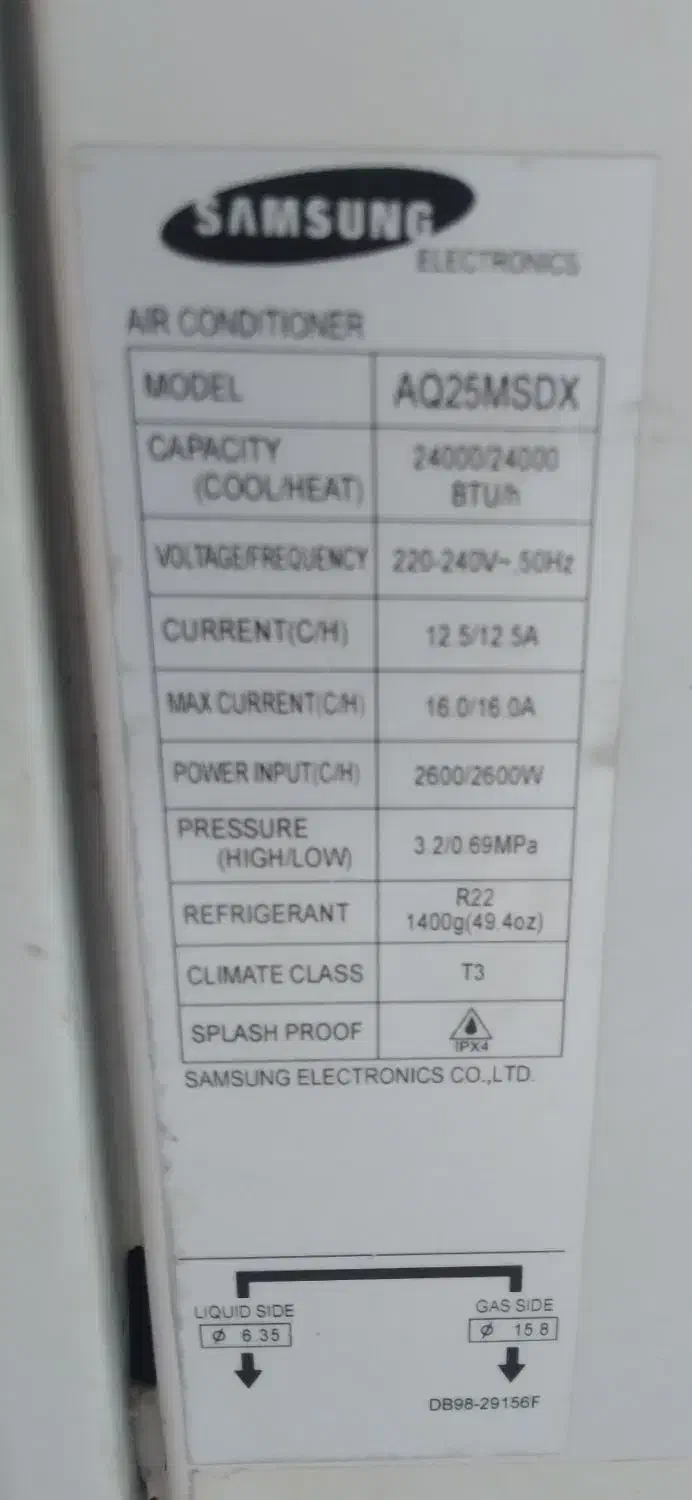 SAMSUNG
ELECTRONICS
AIR CONDITIONER
MODEL AQ25MSDX
CAPACITY (COOL/HEAT) 24000/24000 BTU/h
VOLTAGE/FREQUENCY 220-240V~,50Hz
CURRENT(C/H) 12.5/12.5A
MAX CURRENT(C/H) 16.0/16.0A
POWER INPUT(C/H) 2600/2600W
PRESSURE (HIGH/LOW) 3.2/0.69MPa
REFRIGERANT R22 1400g(49.4oz)
CLIMATE CLASS T3
SPLASH PROOF IPX4
SAMSUNG ELECTRONICS CO.,LTD.
LIQUID SIDE GAS SIDE
Ø 6.35 Ø 15.8
DB98-29156F